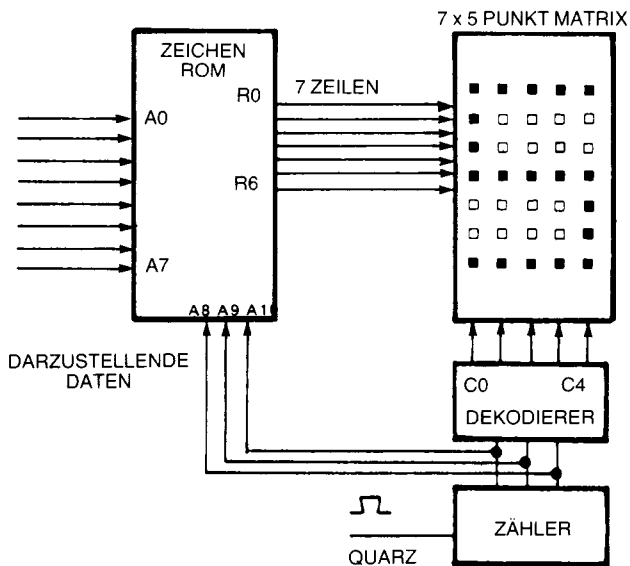 7 x 5 PUNKT MATRIX
ZEICHEN
ROM
R0
7 ZEILEN
A0
R6
A7
A8 A9 A10
DARZUSTELLENDE
DATEN
C0
C4
DEKODIERER
ZÄHLER
QUARZ